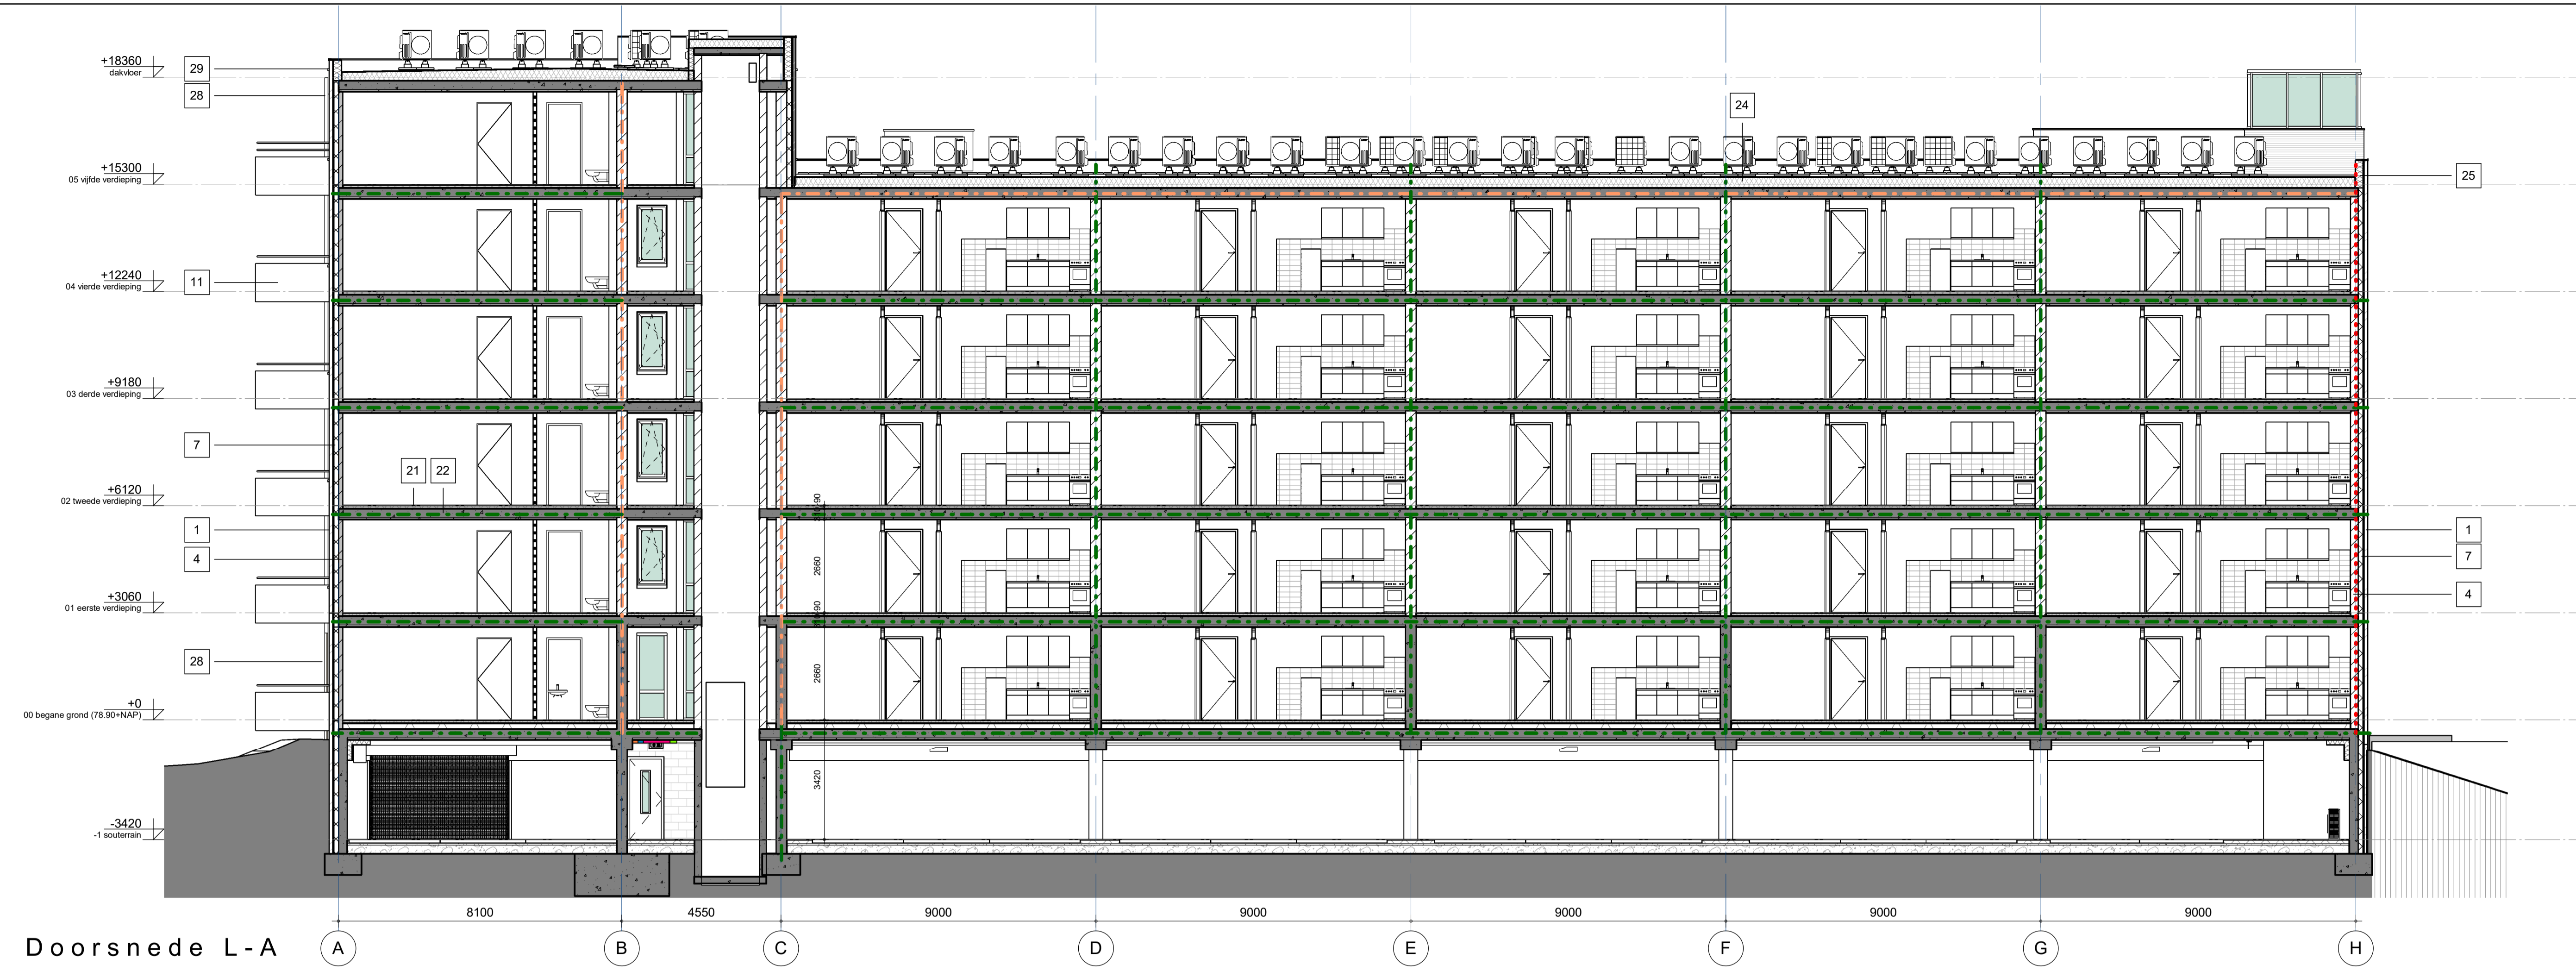 +18360
dakvloer
29
28
24
+15300
05 vijfde verdieping
25
+12240
04 vierde verdieping
11
+9180
03 derde verdieping
7
21
22
+6120
02 tweede verdieping
1
1
4
7
2660
+3060
01 eerste verdieping
4
28
2660
+0
00 begane grond (78.90+NAP)
3420
-3420
-1 souterrain
8100
4550
9000
9000
9000
9000
9000
Doorsnede L-A
A
B
C
D
E
F
G
H